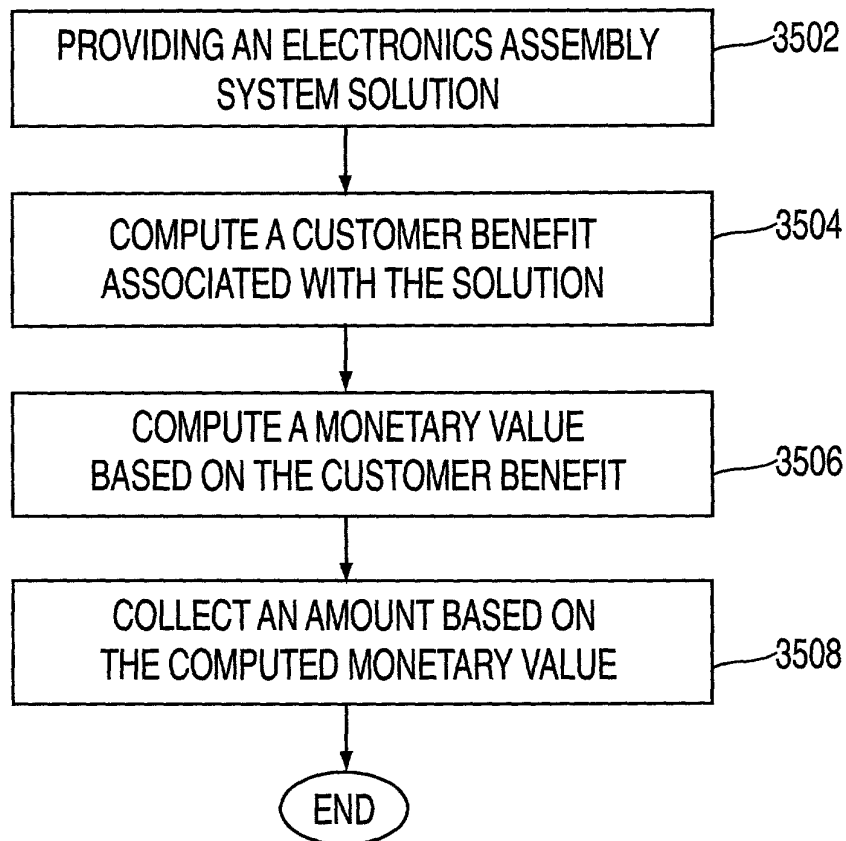 PROVIDING AN ELECTRONICS ASSEMBLY
SYSTEM SOLUTION
3502
COMPUTE A CUSTOMER BENEFIT
ASSOCIATED WITH THE SOLUTION
3504
COMPUTE A MONETARY VALUE
BASED ON THE CUSTOMER BENEFIT
3506
COLLECT AN AMOUNT BASED ON
THE COMPUTED MONETARY VALUE
3508
END